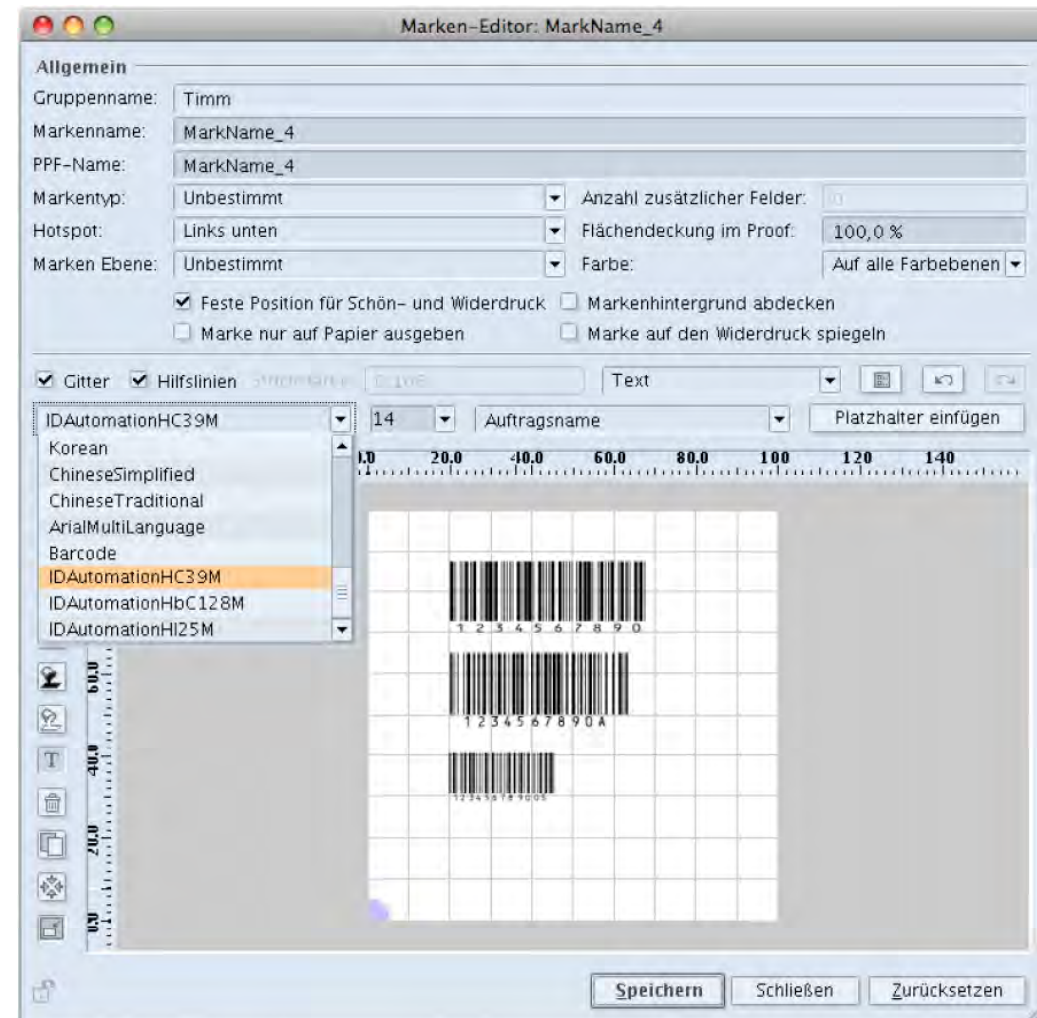 Marken-Editor: MarkName_4
Allgemein
Gruppenname: Timm
Markenname: MarkName_4
PPF-Name: MarkName_4
Markentyp: Unbestimmt Anzahl zusätzlicher Felder:
Hotspot: Links unten Flächendeckung im Proof: 100,0 %
Marken Ebene: Unbestimmt Farbe: Auf alle Farbebenen
Feste Position für Schön- und Widerdruck Markenhintergrund abdecken
Marke nur auf Papier ausgeben Marke auf den Widerdruck spiegeln
Gitter Hilfslinien Text
IDAutomationHC39M 14 Auftragsname Platzhalter einfügen
Korean
ChineseSimplified
ChineseTraditional
ArialMultiLanguage
Barcode
IDAutomationHC39M
IDAutomationHbC128M
IDAutomationHI25M
20.0 40.0 60.0 80.0 100 120 140
1 2 3 4 5 6 7 8 9 0
1 2 3 4 5 6 7 8 9 0 A
60.0
T
40.0
20.0
0.0
Speichern Schließen Zurücksetzen